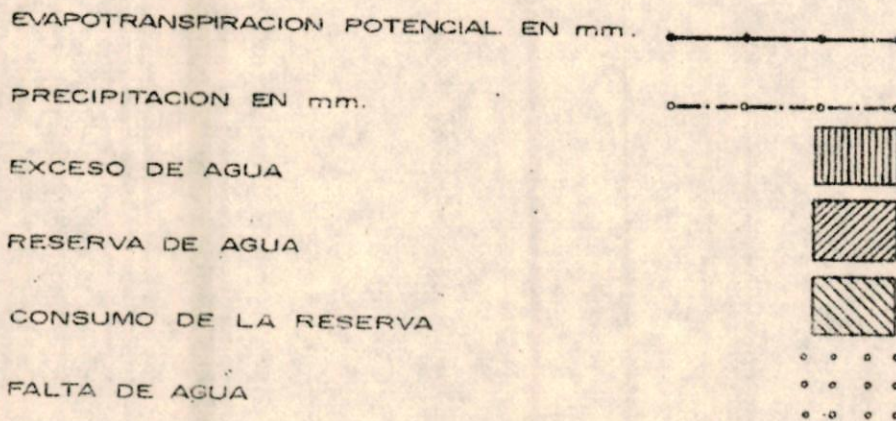 EVAPOTRANSPIRACION POTENCIAL. EN mm.
PRECIPITACION EN mm.
EXCESO DE AGUA
RESERVA DE AGUA
CONSUMO DE LA RESERVA
FALTA DE AGUA